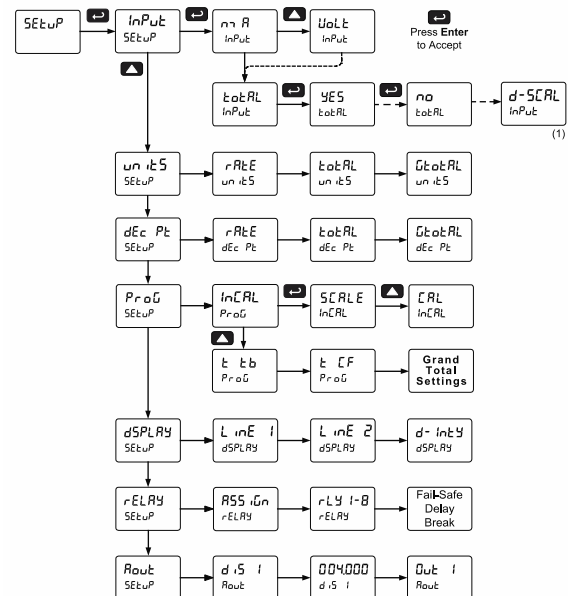 SEtuP
InPut
SEtuP
mA
InPut
VoLt
InPut
Press Enter
to Accept
totAL
InPut
YES
totAL
no
totAL
d-SCAL
InPut
(1)
unitS
SEtuP
rAtE
unitS
totAL
unitS
GtotAL
unitS
dEc Pt
SEtuP
rAtE
dEc Pt
totAL
dEc Pt
GtotAL
dEc Pt
ProG
SEtuP
InCAL
ProG
SCALE
InCAL
CAL
InCAL
t tb
ProG
t CF
ProG
Grand
Total
Settings
dSPLAY
SEtuP
LinE 1
dSPLAY
LinE 2
dSPLAY
d-IntY
dSPLAY
rELAY
SEtuP
ASSiGn
rELAY
rLY 1-8
rELAY
Fail-Safe
Delay
Break
Aout
SEtuP
diS 1
Aout
004.000
diS 1
Out 1
Aout